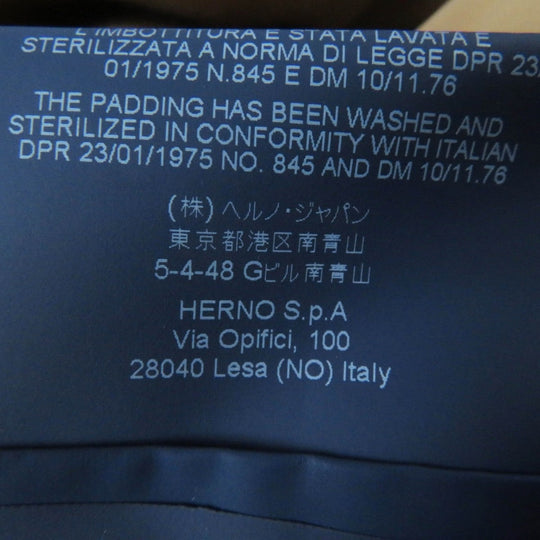 L'IMBOTTITURA E STATA LAVATA E
STERILIZZATA A NORMA DI LEGGE DPR 23/
01/1975 N.845 E DM 10/11.76
THE PADDING HAS BEEN WASHED AND
STERILIZED IN CONFORMITY WITH ITALIAN
DPR 23/01/1975 NO. 845 AND DM 10/11.76
(株)ヘルノ・ジャパン
東京都港区南青山
5-4-48 Gビル南青山
HERNO S.p.A
Via Opifici, 100
28040 Lesa (NO) Italy